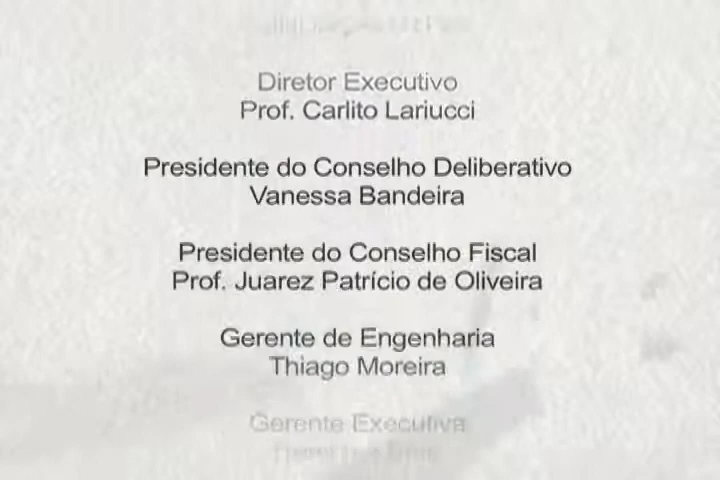 Diretor Executivo
Prof. Carlito Lariucci
Presidente do Conselho Deliberativo
Vanessa Bandeira
Presidente do Conselho Fiscal
Prof. Juarez Patrício de Oliveira
Gerente de Engenharia
Thiago Moreira
Gerente Executiva